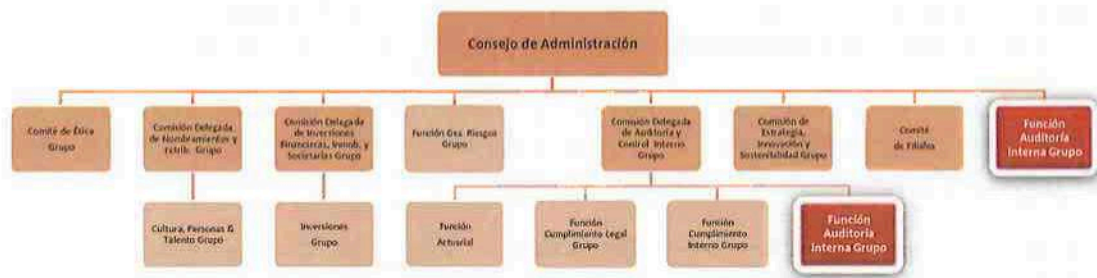 Consejo de Administración
Comité de Ética
Grupo
Comisión Delegada
de Nombramientos y
retrib. Grupo
Comisión Delegada
de Inversiones
Financieras, Inmob. y
Societarias Grupo
Función Ges. Riesgos
Grupo
Comisión Delegada
de Auditoría y
Control Interno
Grupo
Comisión de
Estrategia,
Innovación y
Sostenibilidad Grupo
Comité
de Filiales
Función
Auditoría
Interna Grupo
Cultura, Personas &
Talento Grupo
Inversiones
Grupo
Función
Actuarial
Función
Cumplimiento Legal
Grupo
Función
Cumplimiento
Interno Grupo
Función
Auditoría
Interna Grupo